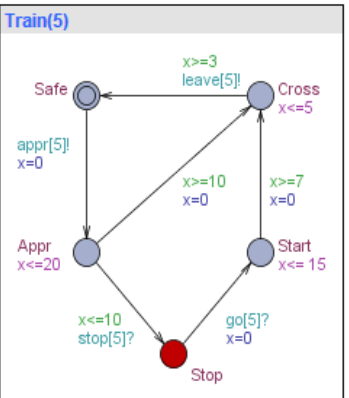 Train(5)
x>=3
leave[5]!
Safe
Cross
x<=5
appr[5]!
x=0
x>=10
x=0
x>=7
x=0
Appr
x<=20
Start
x<= 15
x<=10
stop[5]?
go[5]?
x=0
Stop